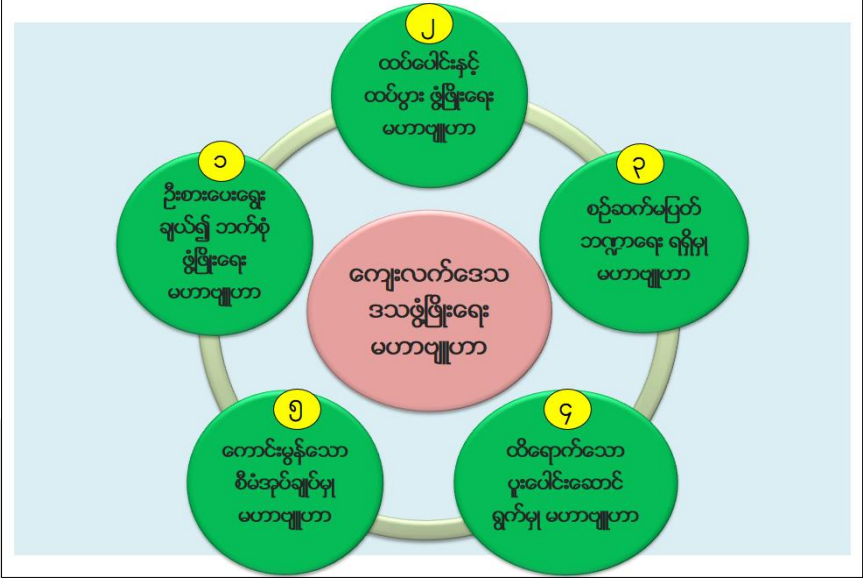 ၁
ဦးစားပေးရွေး
ချယ်၍ ဘက်စုံ
ဖွံ့ဖြိုးရေး
မဟာဗျူဟာ
၂
ထပ်ပေါင်းနှင့်
ထပ်ပွား ဖွံ့ဖြိုးရေး
မဟာဗျူဟာ
၃
စဉ်ဆက်မပြတ်
ဘဏ္ဍာရေး ရရှိမှု
မဟာဗျူဟာ
၄
ထိရောက်သော
ပူးပေါင်းဆောင်
ရွက်မှု မဟာဗျူဟာ
၅
ကောင်းမွန်သော
စီမံအုပ်ချုပ်မှု
မဟာဗျူဟာ
ကျေးလက်ဒေသ
ဒသဖွံ့ဖြိုးရေး
မဟာဗျူဟာ